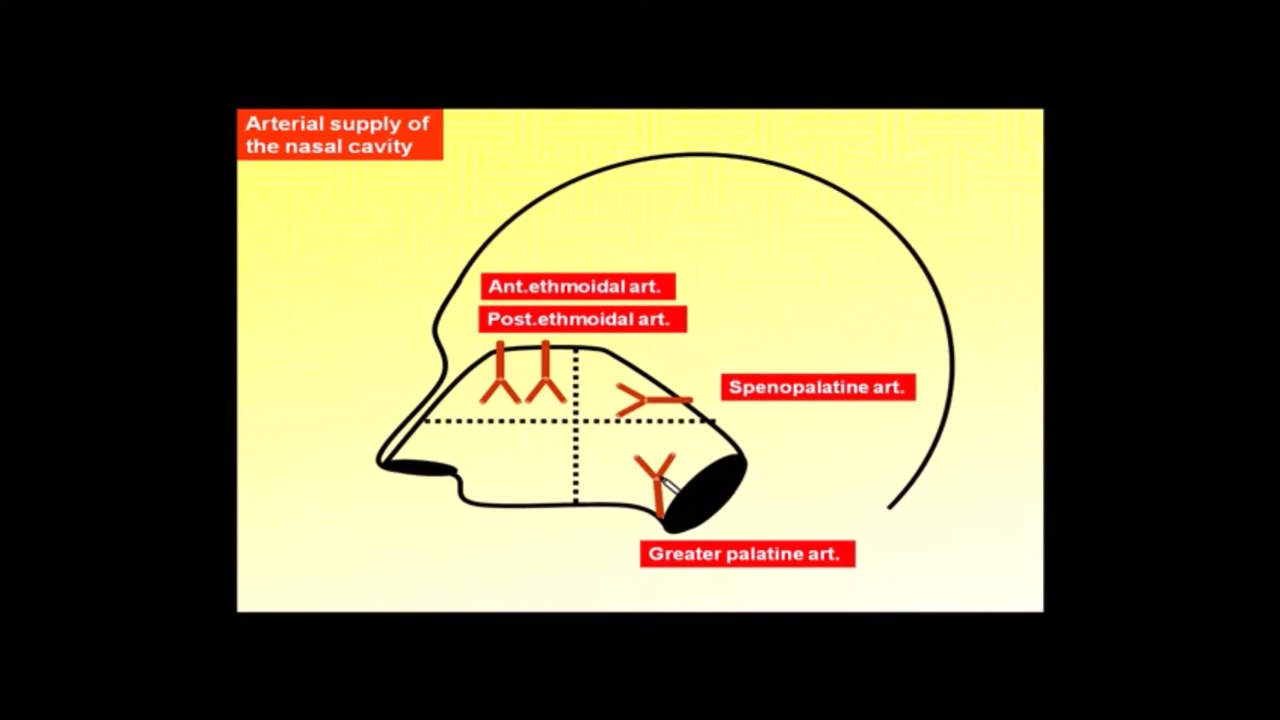 Arterial supply of
the nasal cavity
Ant.ethmoidal art.
Post.ethmoidal art.
Spenopalatine art.
Greater palatine art.